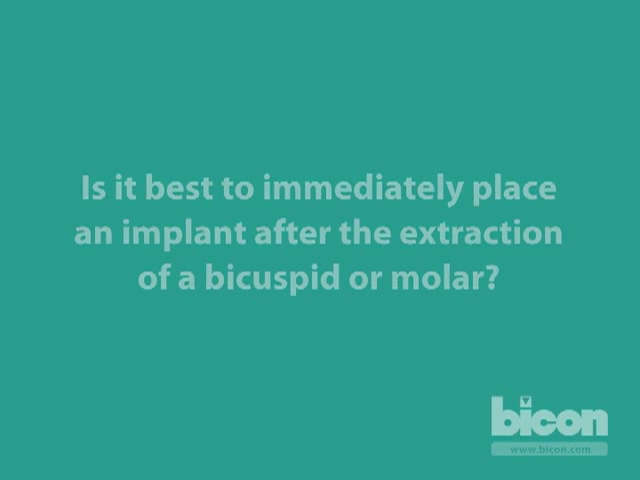 Is it best to immediately place
an implant after the extraction
of a bicuspid or molar?
bicon
www.bicon.com